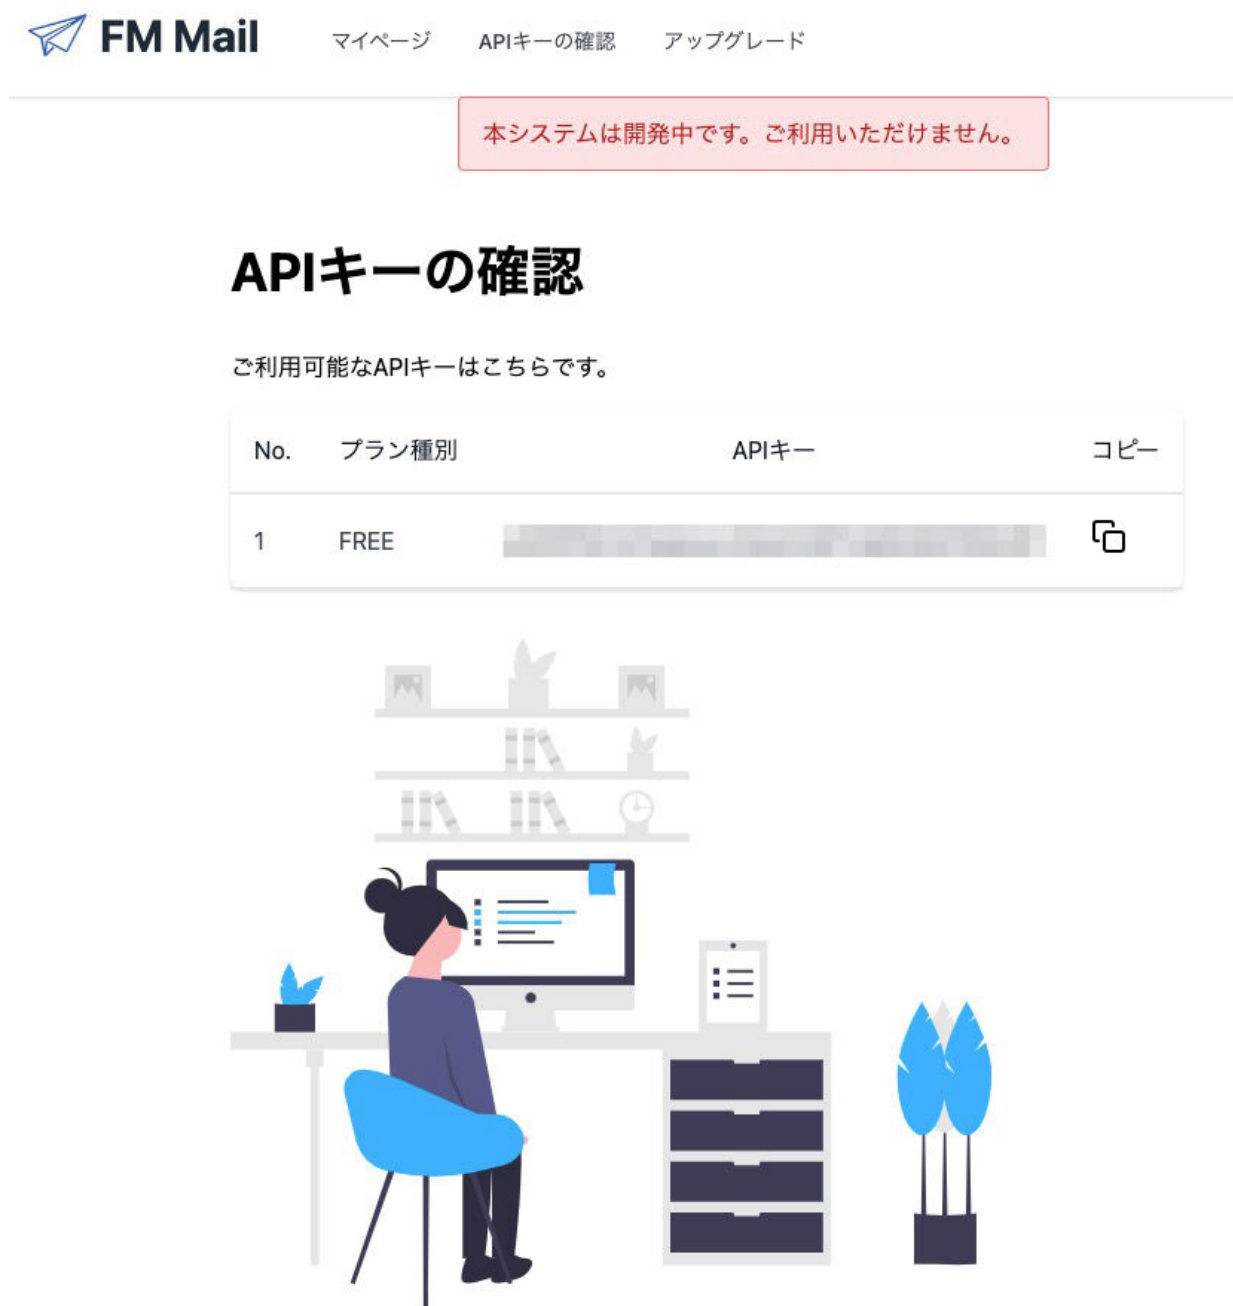 FM Mail マイページ APIキーの確認 アップグレード
本システムは開発中です。ご利用いただけません。
APIキーの確認
ご利用可能なAPIキーはこちらです。
No. プラン種別 APIキー コピー
1 FREE